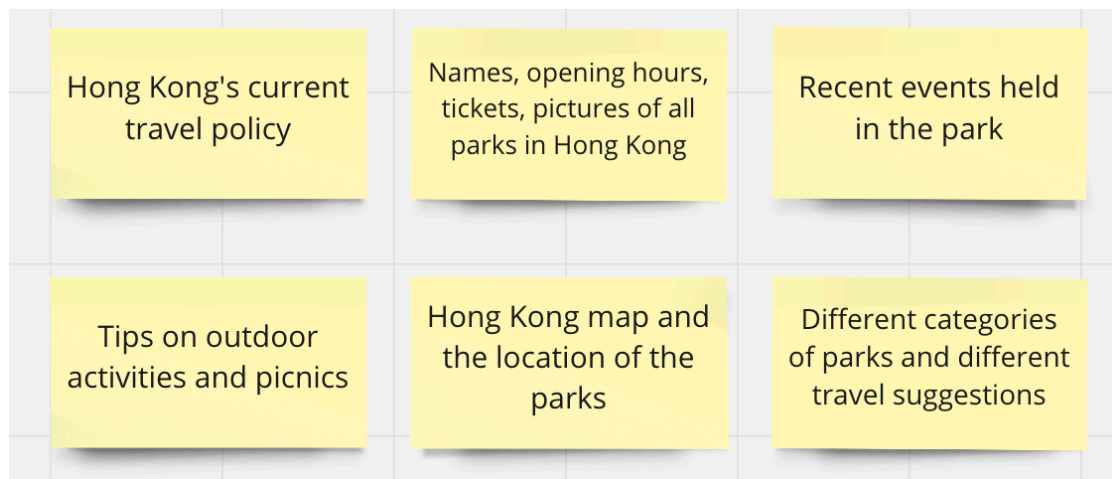 Hong Kong's current
travel policy
Names, opening hours,
tickets, pictures of all
parks in Hong Kong
Recent events held
in the park
Tips on outdoor
activities and picnics
Hong Kong map and
the location of the
parks
Different categories
of parks and different
travel suggestions